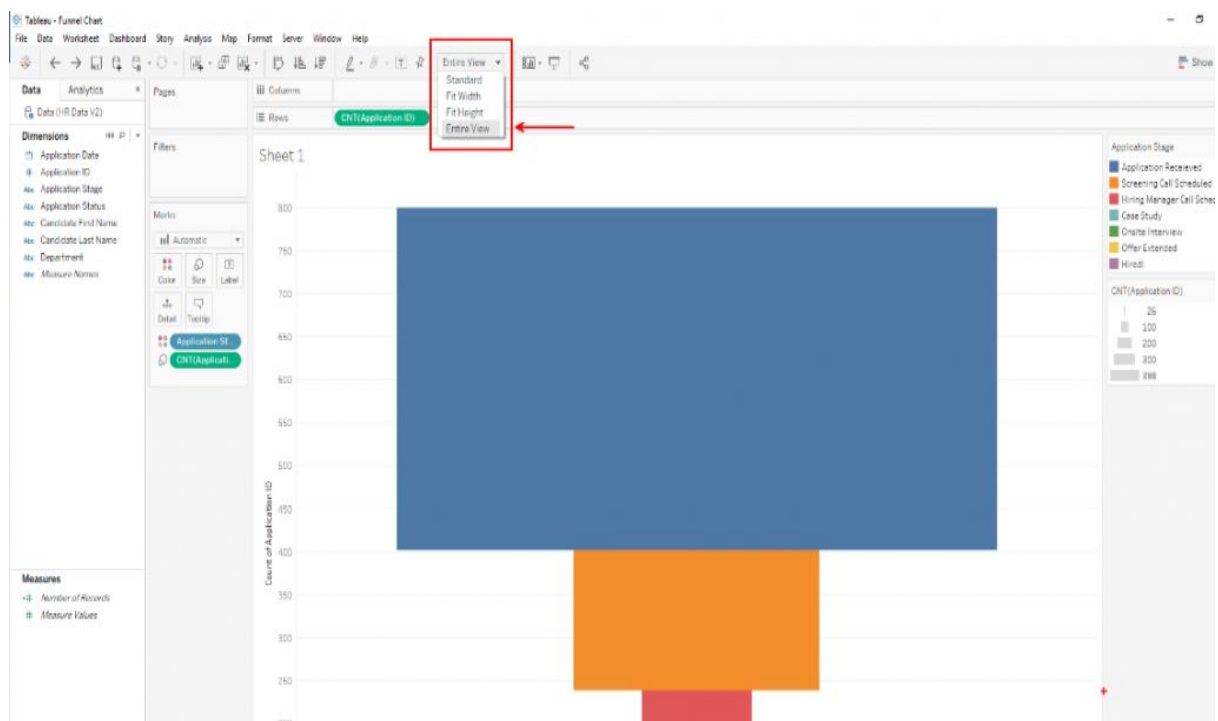 Tableau - Funnel Chart
File Data Worksheet Dashboard Story Analysis Map Format Server Window Help
Entire View
Show
Standard
Fit Width
Fit Height
Entire View
Data Analytics
Pages
Columns
Data (HR Data V2)
Rows
CNT(Application ID)
Dimensions
Filters
Application Date
Application ID
Application Stage
Application Status
Candidate First Name
Candidate Last Name
Department
Measure Names
Marks
Automatic
Color Size Label
Detail Tooltip
Application St..
CNT(Applicati..
Measures
Number of Records
Measure Values
Sheet 1
Count of Application ID
800
750
700
650
600
550
500
450
400
350
300
250
Application Stage
Application Receieved
Screening Call Scheduled
Hiring Manager Call Sched
Case Study
Onsite Interview
Offer Extended
Hired!
CNT(Application ID)
26
100
200
300
398